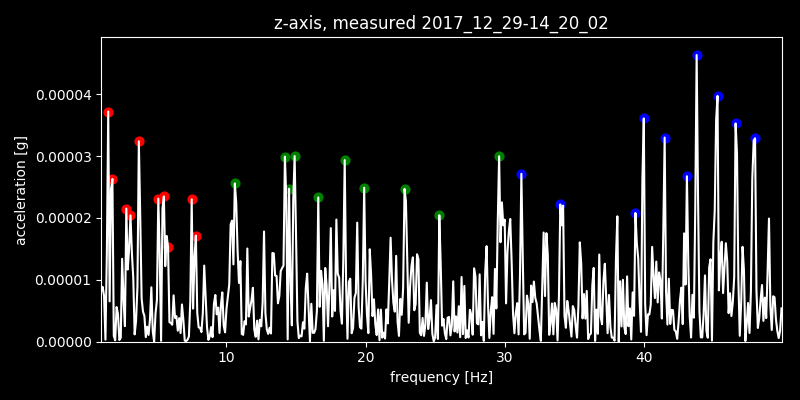 z-axis, measured 2017_12_29-14_20_02
acceleration [g]
0.00004
0.00003
0.00002
0.00001
0.00000
10 20 30 40
frequency [Hz]